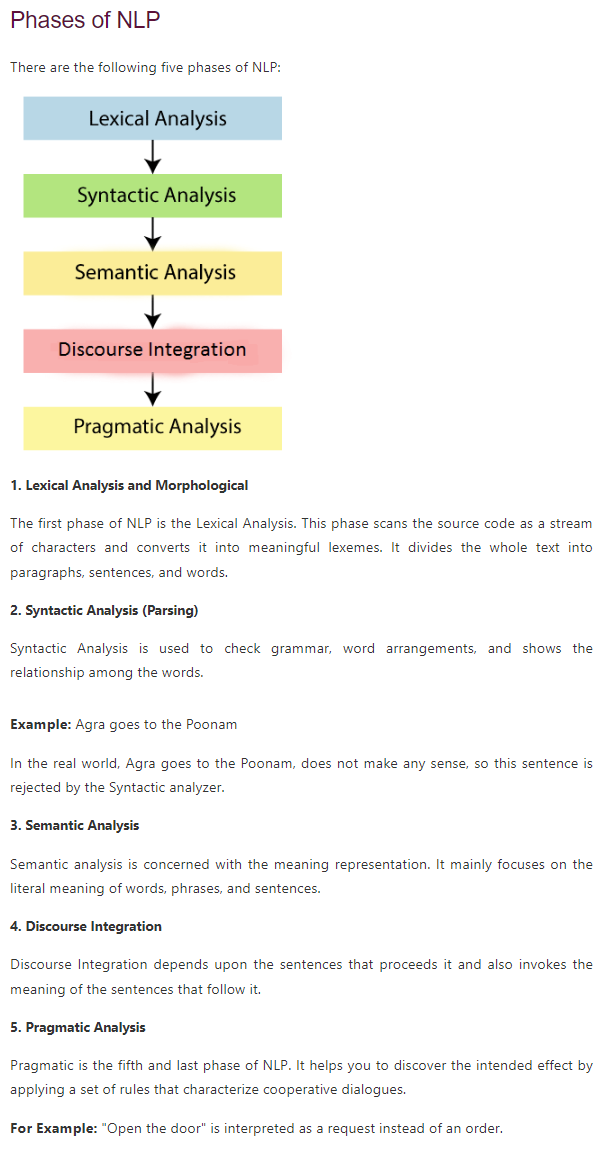 Phases of NLP
There are the following five phases of NLP:
Lexical Analysis
Syntactic Analysis
Semantic Analysis
Discourse Integration
Pragmatic Analysis
1. Lexical Analysis and Morphological
The first phase of NLP is the Lexical Analysis. This phase scans the source code as a stream
of characters and converts it into meaningful lexemes. It divides the whole text into
paragraphs, sentences, and words.
2. Syntactic Analysis (Parsing)
Syntactic Analysis is used to check grammar, word arrangements, and shows the
relationship among the words.
Example: Agra goes to the Poonam
In the real world, Agra goes to the Poonam, does not make any sense, so this sentence is
rejected by the Syntactic analyzer.
3. Semantic Analysis
Semantic analysis is concerned with the meaning representation. It mainly focuses on the
literal meaning of words, phrases, and sentences.
4. Discourse Integration
Discourse Integration depends upon the sentences that proceeds it and also invokes the
meaning of the sentences that follow it.
5. Pragmatic Analysis
Pragmatic is the fifth and last phase of NLP. It helps you to discover the intended effect by
applying a set of rules that characterize cooperative dialogues.
For Example: "Open the door" is interpreted as a request instead of an order.